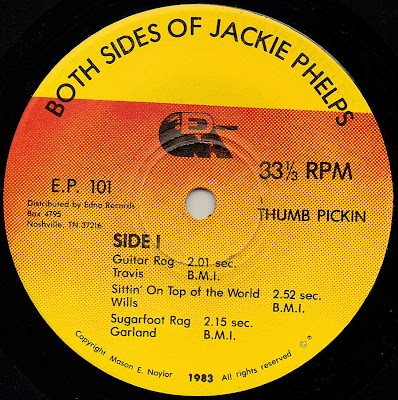 BOTH SIDES OF JACKIE PHELPS
33⅓ RPM
E.P. 101
THUMB PICKIN
Distributed by Edna Records
Box 4795
Nashville, TN 37216
SIDE I
Guitar Rag 2.01 sec.
Travis B.M.I.
Sittin' On Top of the World 2.52 sec.
Wills B.M.I.
Sugarfoot Rag 2.15 sec.
Garland B.M.I.
Copyright Mason E. Naylor 1983 All rights reserved ©®